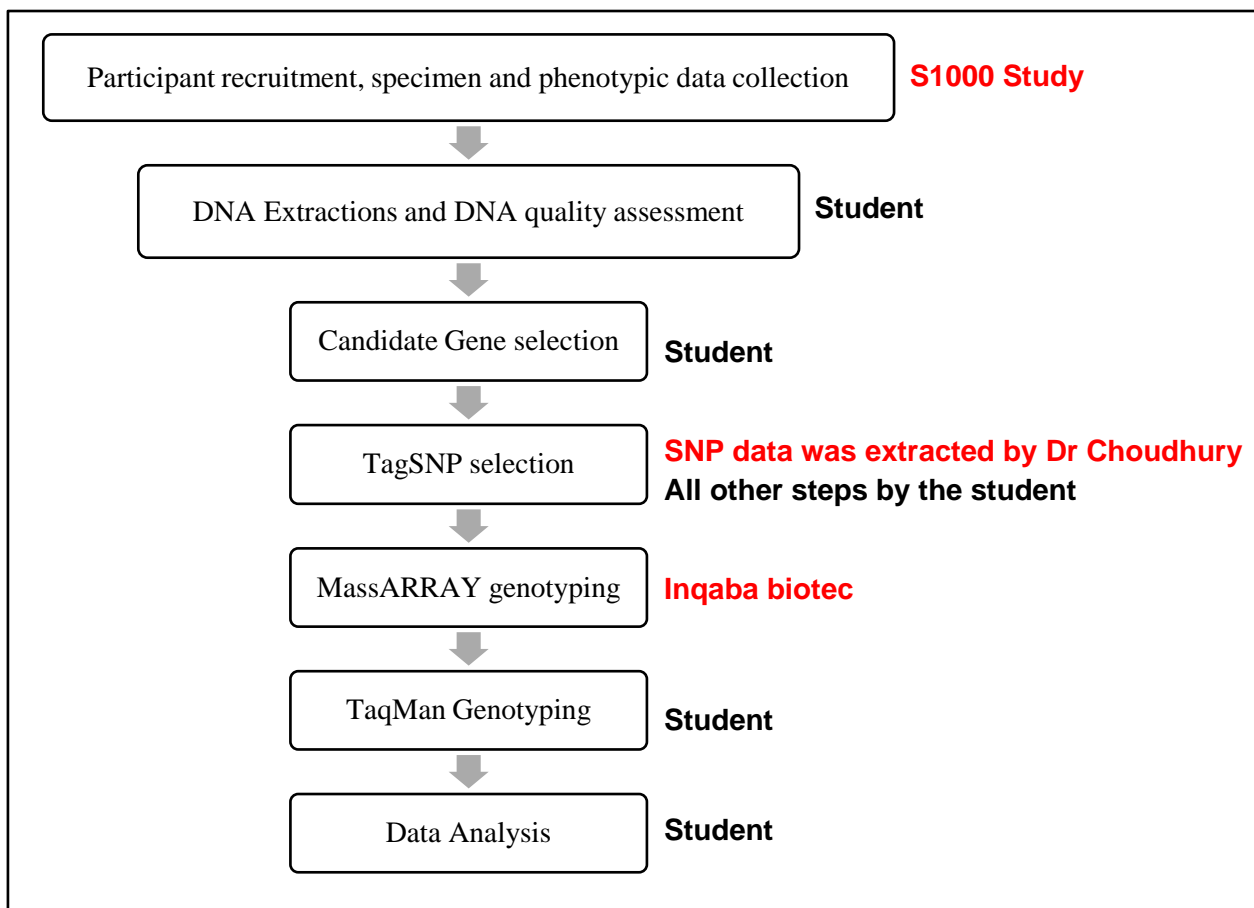 Participant recruitment, specimen and phenotypic data collection
S1000 Study
DNA Extractions and DNA quality assessment
Student
Candidate Gene selection
Student
TagSNP selection
SNP data was extracted by Dr Choudhury
All other steps by the student
MassARRAY genotyping
Inqaba biotec
TaqMan Genotyping
Student
Data Analysis
Student